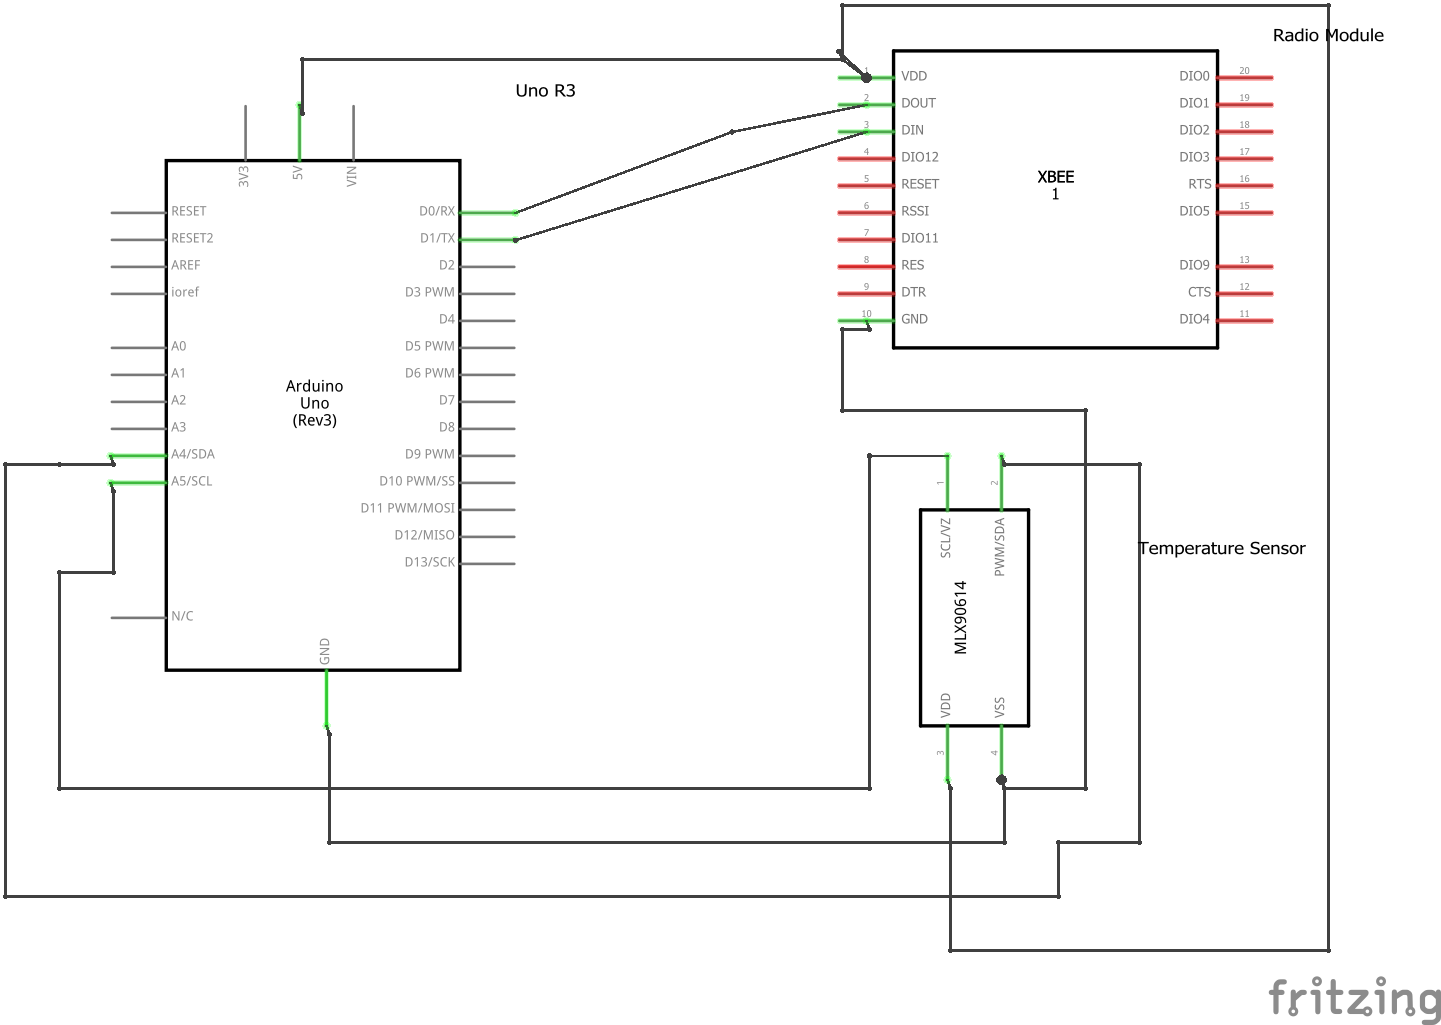 Radio Module
Uno R3
3V3
5V
VIN
RESET
RESET2
AREF
ioref
A0
A1
A2
A3
A4/SDA
A5/SCL
N/C
D0/RX
D1/TX
D2
D3 PWM
D4
D5 PWM
D6 PWM
D7
D8
D9 PWM
D10 PWM/SS
D11 PWM/MOSI
D12/MISO
D13/SCK
GND
Arduino
Uno
(Rev3)
1 VDD
2 DOUT
3 DIN
4 DIO12
5 RESET
6 RSSI
7 DIO11
8 RES
9 DTR
10 GND
XBEE
1
DIO0 20
DIO1 19
DIO2 18
DIO3 17
RTS 16
DIO5 15
DIO9 13
CTS 12
DIO4 11
1
2
SCL/VZ
PWM/SDA
MLX90614
VDD
VSS
3
4
Temperature Sensor
fritzing